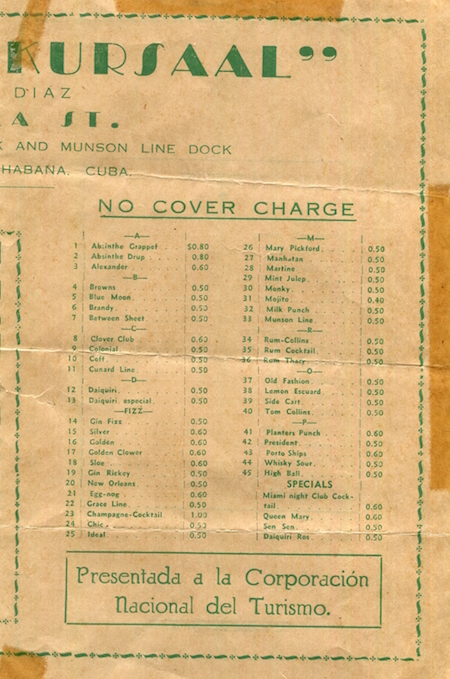 KURSAAL”
DIAZ
A ST.
K AND MUNSON LINE DOCK
HABANA, CUBA.
NO COVER CHARGE
—A—
1 Absinthe Grappet $0.80
2 Absinthe Drup 0.80
3 Alexander 0.60
—B—
4 Browns 0.50
5 Blue Moon 0.50
6 Brandy 0.50
7 Between Sheet 0.50
—C—
8 Clover Club 0.60
9 Colonial 0.50
10 Coff 0.50
11 Cunard Line 0.50
—D—
12 Daiquiri 0.50
13 Daiquiri especial 0.50
—FIZZ—
14 Gin Fizz 0.50
15 Silver 0.60
16 Golden 0.60
17 Golden Clower 0.60
18 Sloe 0.60
19 Gin Rickey 0.50
20 New Orleans 0.50
21 Egg-nog 0.60
22 Grace Line 0.50
23 Champagne-Cocktail 1.00
24 Chic 0.50
25 Ideal 0.50
—M—
26 Mary Pickford 0.50
27 Manhatan 0.50
28 Martine 0.50
29 Mint Julep 0.50
30 Monky 0.50
31 Mojito 0.40
32 Milk Punch 0.50
33 Munson Line 0.50
—R—
34 Rum-Collins 0.50
35 Rum Cocktail 0.50
36 Rum Thacy 0.50
—O—
37 Old Fashion 0.50
38 Lemon Escuard 0.50
39 Side Cart 0.50
40 Tom Collins 0.50
—P—
41 Planters Punch 0.60
42 President 0.50
43 Porto Ships 0.60
44 Whisky Sour 0.50
45 High Ball 0.50
SPECIALS
Miami night Club Cock-
tail 0.60
Queen Mary 0.60
Sen Sen 0.50
Daiquiri Ros 0.50
Presentada a la Corporación
Nacional del Turismo.